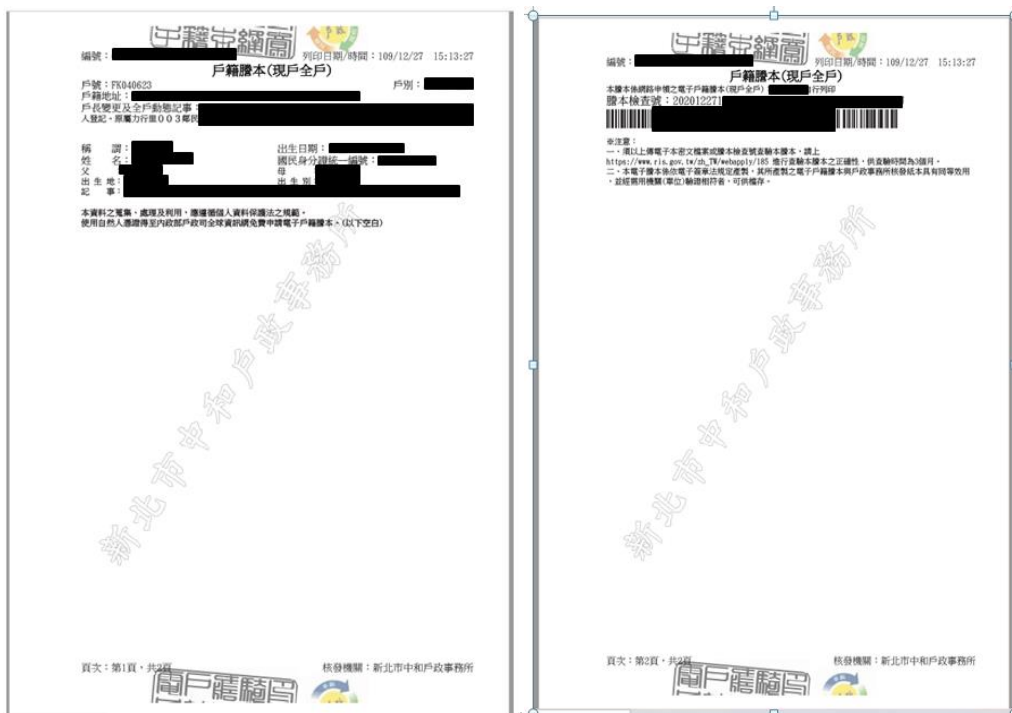 編號：
列印日期/時間：109/12/27 15:13:27
戶籍謄本(現戶全戶)
戶號：FK040623
戶別：
戶籍地址：
戶長變更及全戶動態記事：
人登記。原屬力行里003鄰民
稱謂：
出生日期：
姓名：
國民身分證統一編號：
父
母
出生地：
出生別
記事：
本資料之蒐集、處理及利用，應遵循個人資料保護法之規範。
使用自然人憑證得至內政部戶政司全球資訊網免費申請電子戶籍謄本。(以下空白)
新北市中和戶政事務所
頁次：第1頁，共2頁
核發機關：新北市中和戶政事務所
編號：
列印日期/時間：109/12/27 15:13:27
戶籍謄本(現戶全戶)
本謄本係網路申領之電子戶籍謄本(現戶全戶)
行列印
謄本檢查號：202012271
※注意：
一、須以上傳電子本密文檔案或謄本檢查號查驗本謄本，請上
https://www.ris.gov.tw/zh_TW/webapply/185 進行查驗本謄本之正確性，供查驗時間為3個月。
二、本電子謄本係依電子簽章法規定產製，其所產製之電子戶籍謄本與戶政事務所核發紙本具有同等效用
，並經需用機關(單位)驗證相符者，可供檔存。
新北市中和戶政事務所
頁次：第2頁，共2頁
核發機關：新北市中和戶政事務所